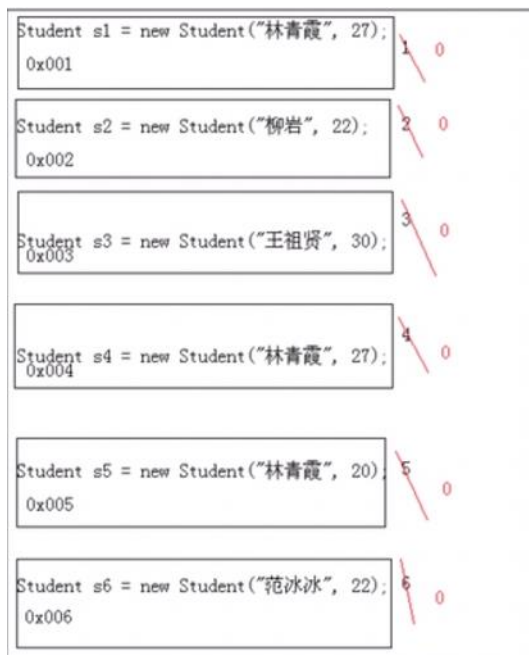 Student s1 = new Student("林青霞", 27); 1 0
0x001
Student s2 = new Student("柳岩", 22); 2 0
0x002
3
Student s3 = new Student("王祖贤", 30); 0
0x003
4
Student s4 = new Student("林青霞", 27); 0
0x004
Student s5 = new Student("林青霞", 20); 5
0
0x005
Student s6 = new Student("范冰冰", 22); 6 0
0x006